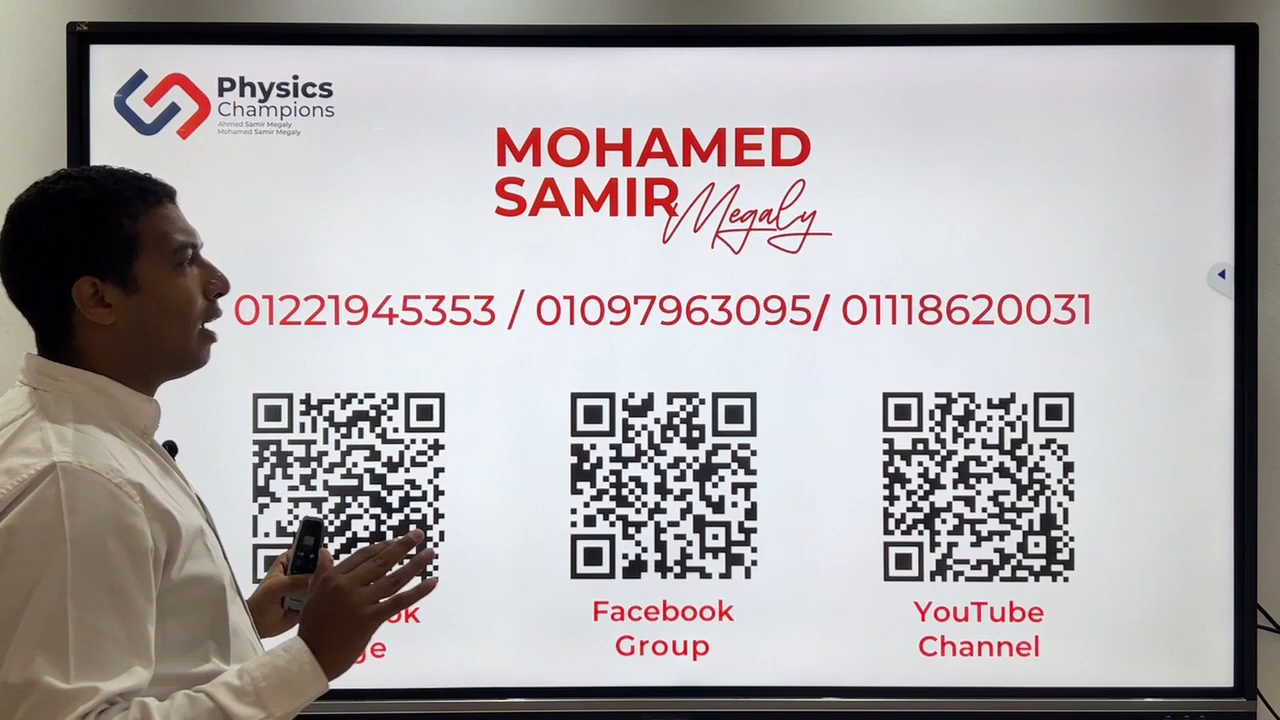 Physics
Champions
Ahmed Samir Megaly
Mohamed Samir Megaly
MOHAMED
SAMIR Megaly
01221945353 / 01097963095/ 01118620031
Facebook
Group
YouTube
Channel